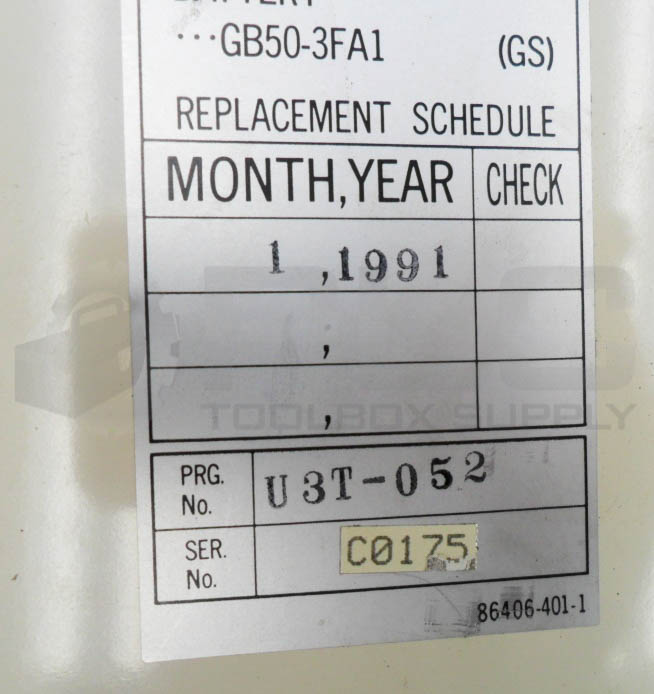 BATTERY
···GB50-3FA1 (GS)
REPLACEMENT SCHEDULE
MONTH,YEAR CHECK
1 ,1991
,
,
TOOLBOX SUPPLY
PRG. No. U3T-052
SER. No. C0175
86406-401-1